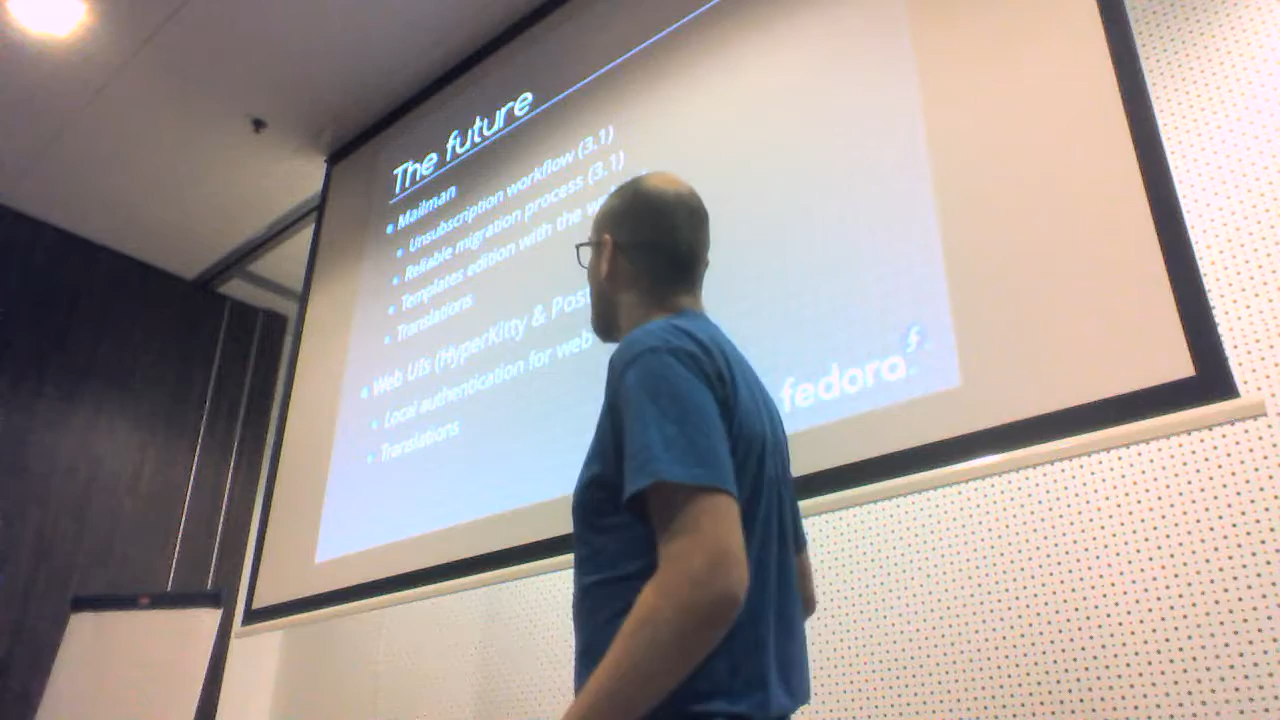 The future
Mailman
Unsubscription workflow (3.1)
Reliable migration process (3.1)
Templates edition with the
Translations
Web UIs (HyperKitty &
Local authentication for web
Translations
fedora